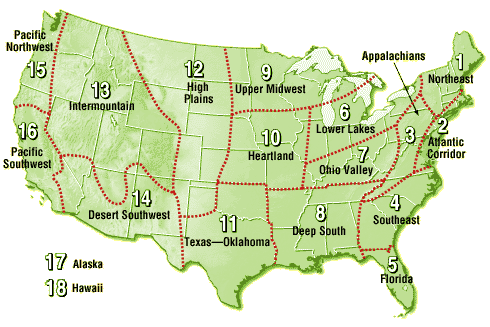 Pacific
Northwest
15
13
Intermountain
12
High
Plains
9
Upper Midwest
Appalachians
1
Northeast
16
Pacific
Southwest
10
Heartland
6
Lower Lakes
7
Ohio Valley
3
2
Atlantic
Corridor
14
Desert Southwest
11
Texas—Oklahoma
8
Deep South
4
Southeast
5
Florida
17 Alaska
18 Hawaii